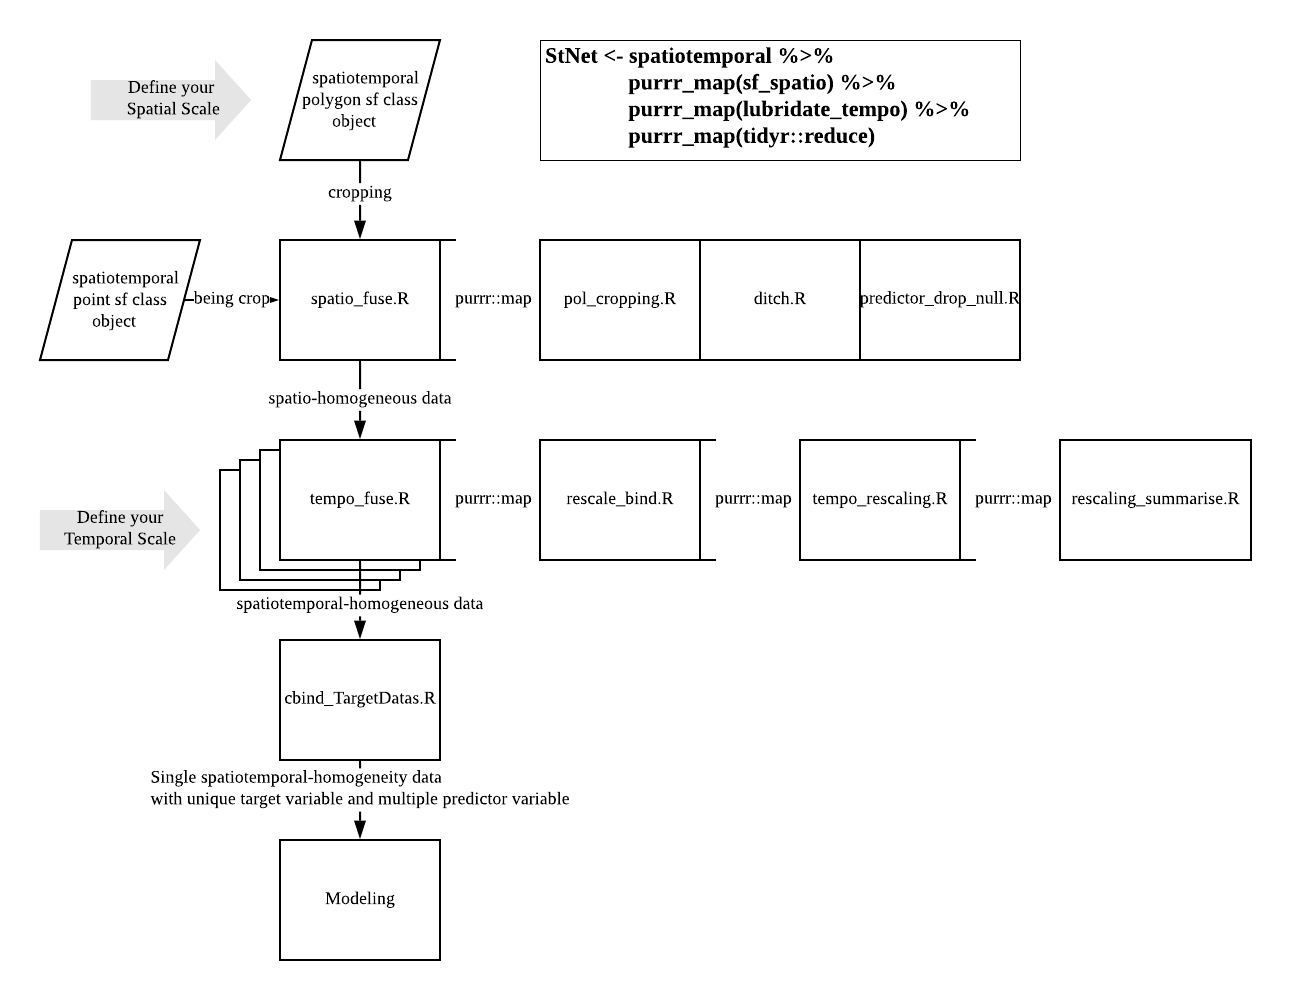 Define your
Spatial Scale
spatiotemporal
polygon sf class
object
StNet <- spatiotemporal %>%
purrr_map(sf_spatio) %>%
purrr_map(lubridate_tempo) %>%
purrr_map(tidyr::reduce)
cropping
spatiotemporal
point sf class
object
being crop
spatio_fuse.R
purrr::map
pol_cropping.R
ditch.R
predictor_drop_null.R
spatio-homogeneous data
Define your
Temporal Scale
tempo_fuse.R
purrr::map
rescale_bind.R
purrr::map
tempo_rescaling.R
purrr::map
rescaling_summarise.R
spatiotemporal-homogeneous data
cbind_TargetDatas.R
Single spatiotemporal-homogeneity data
with unique target variable and multiple predictor variable
Modeling